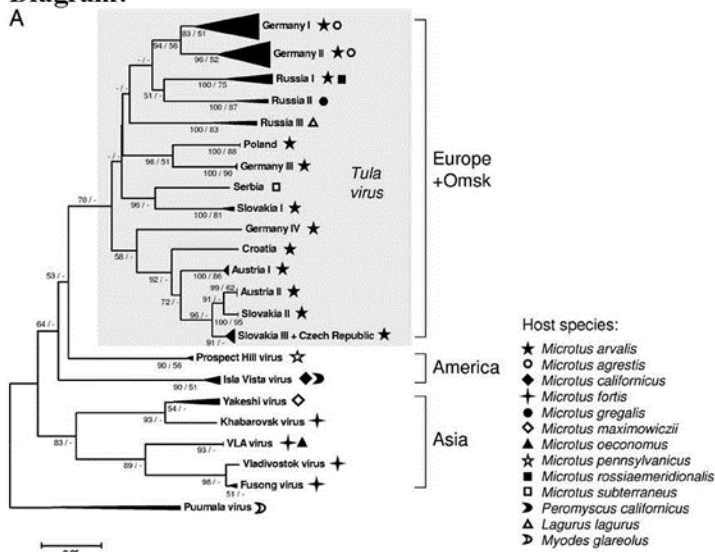 Diagram:
A
Germany I
83 / 51
94 / 56
Germany II
96 / 52
- / -
Russia I
100 / 75
51 / -
Russia II
100 / 87
- / -
Russia III
100 / 83
Poland
100 / 88
98 / 51
Germany III
100 / 90
Tula
virus
- / -
Serbia
96 / -
Slovakia I
100 / 81
70 / -
Germany IV
58 / -
Croatia
92 / -
Austria I
100 / 86
72 / -
Austria II
99 / 62
91 / -
Slovakia II
100 / 95
96 / -
Slovakia III + Czech Republic
91 / -
Europe
+Omsk
53 / -
64 / -
Prospect Hill virus
90 / 56
Isla Vista virus
90 / 51
America
Yakeshi virus
54 / -
93 / -
Khabarovsk virus
83 / -
VLA virus
93 / -
89 / -
Vladivostok virus
98 / -
Fusong virus
51 / -
Asia
Puumala virus
Host species:
Microtus arvalis
Microtus agrestis
Microtus californicus
Microtus fortis
Microtus gregalis
Microtus maximowiczii
Microtus oeconomus
Microtus pennsylvanicus
Microtus rossiaemeridionalis
Microtus subterraneus
Peromyscus californicus
Lagurus lagurus
Myodes glareolus